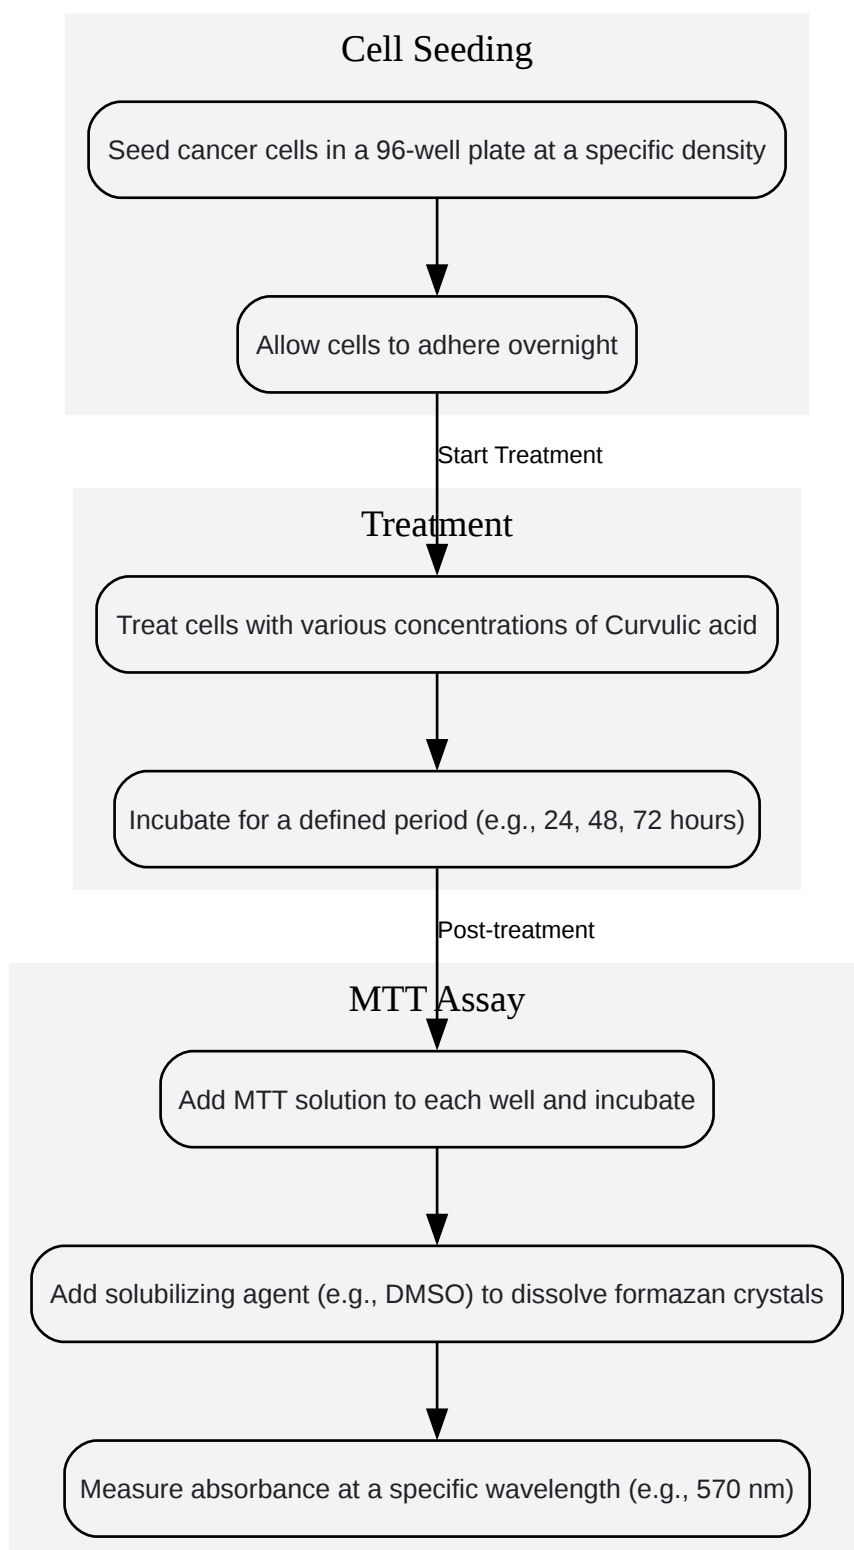 Cell Seeding
Seed cancer cells in a 96-well plate at a specific density
Allow cells to adhere overnight
Start Treatment
Treatment
Treat cells with various concentrations of Curvulic acid
Incubate for a defined period (e.g., 24, 48, 72 hours)
Post-treatment
MTT Assay
Add MTT solution to each well and incubate
Add solubilizing agent (e.g., DMSO) to dissolve formazan crystals
Measure absorbance at a specific wavelength (e.g., 570 nm)